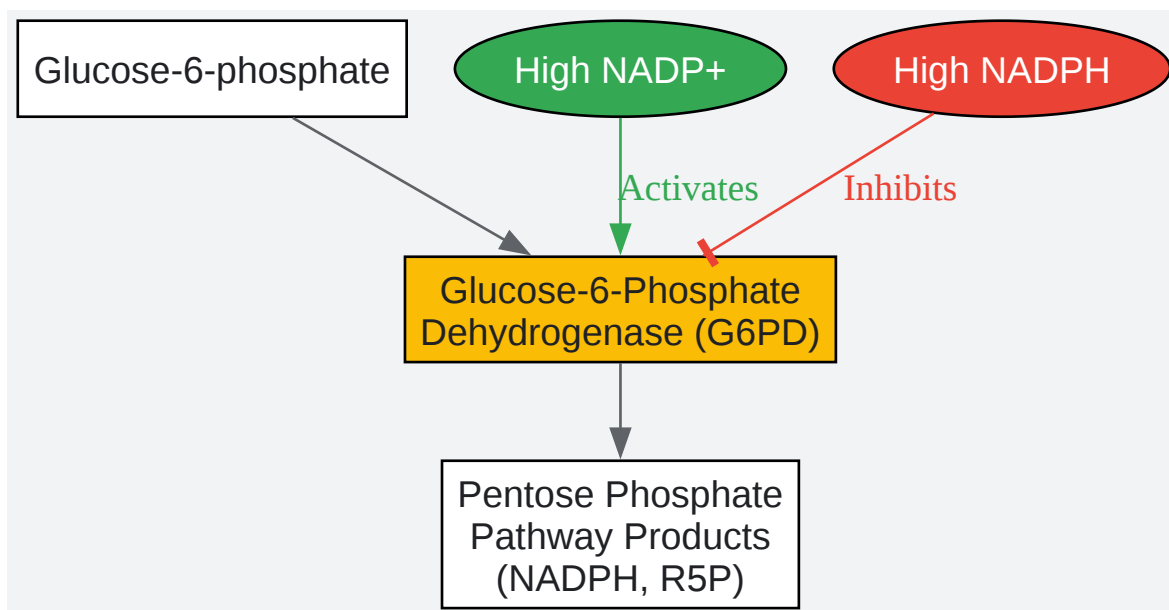 Glucose-6-phosphate
High NADP+
High NADPH
Activates
Inhibits
Glucose-6-Phosphate
Dehydrogenase (G6PD)
Pentose Phosphate
Pathway Products
(NADPH, R5P)